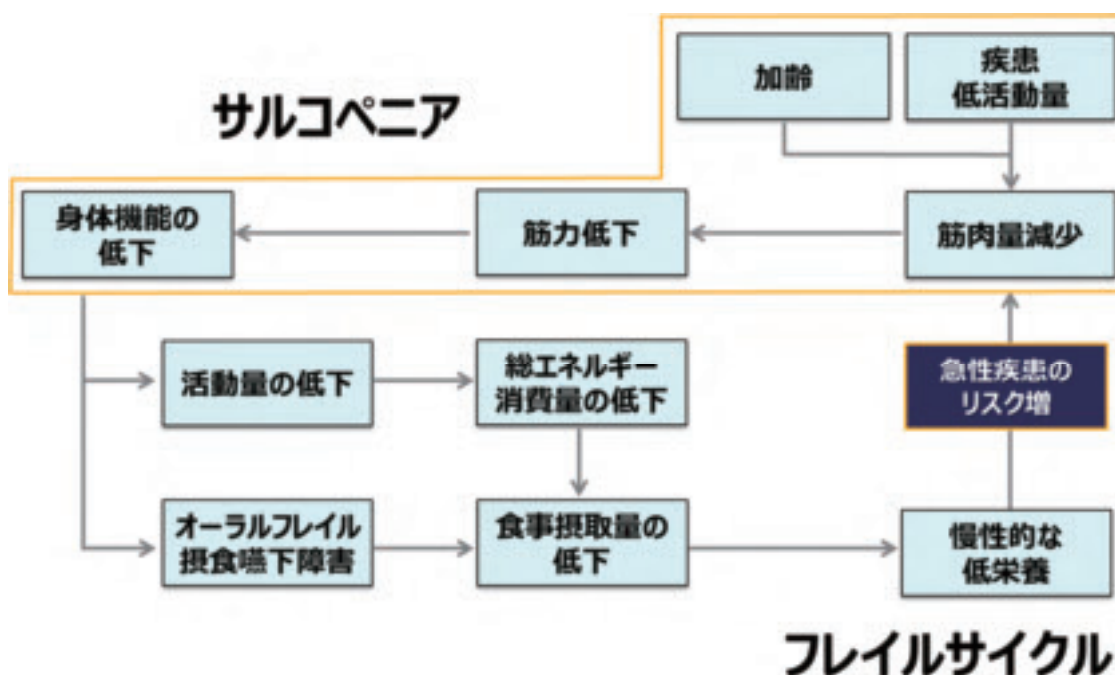 加齢
疾患
低活動量
サルコペニア
身体機能の
低下
筋力低下
筋肉量減少
活動量の低下
総エネルギー
消費量の低下
急性疾患の
リスク増
オーラルフレイル
摂食嚥下障害
食事摂取量の
低下
慢性的な
低栄養
フレイルサイクル